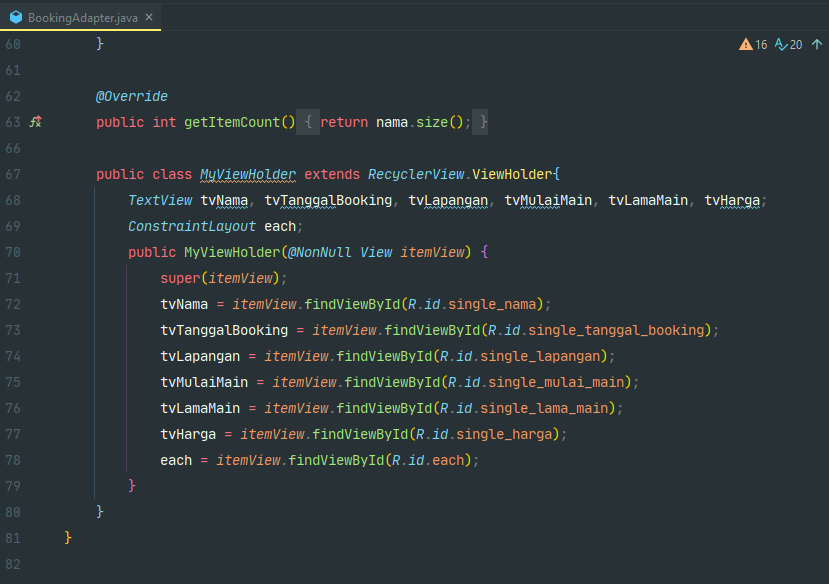 BookingAdapter.java ×
16 20
60 }
61
62 @Override
63 public int getItemCount() { return nama.size(); }
66
67 public class MyViewHolder extends RecyclerView.ViewHolder{
68 TextView tvNama, tvTanggalBooking, tvLapangan, tvMulaiMain, tvLamaMain, tvHarga;
69 ConstraintLayout each;
70 public MyViewHolder(@NonNull View itemView) {
71 super(itemView);
72 tvNama = itemView.findViewById(R.id.single_nama);
73 tvTanggalBooking = itemView.findViewById(R.id.single_tanggal_booking);
74 tvLapangan = itemView.findViewById(R.id.single_lapangan);
75 tvMulaiMain = itemView.findViewById(R.id.single_mulai_main);
76 tvLamaMain = itemView.findViewById(R.id.single_lama_main);
77 tvHarga = itemView.findViewById(R.id.single_harga);
78 each = itemView.findViewById(R.id.each);
79 }
80 }
81 }
82